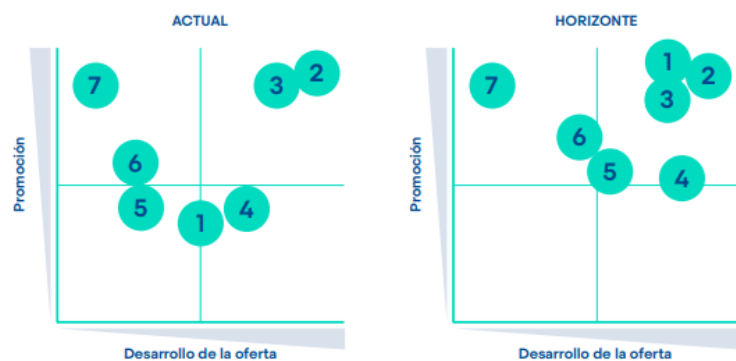 ACTUAL
Promoción
7
3
2
6
5
1
4
Desarrollo de la oferta
HORIZONTE
Promoción
7
1
2
3
6
5
4
Desarrollo de la oferta